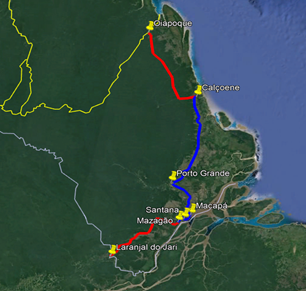 Oiapoque
Calçoene
Porto Grande
Macapá
Santana
Mazagão
Laranjal do Jari